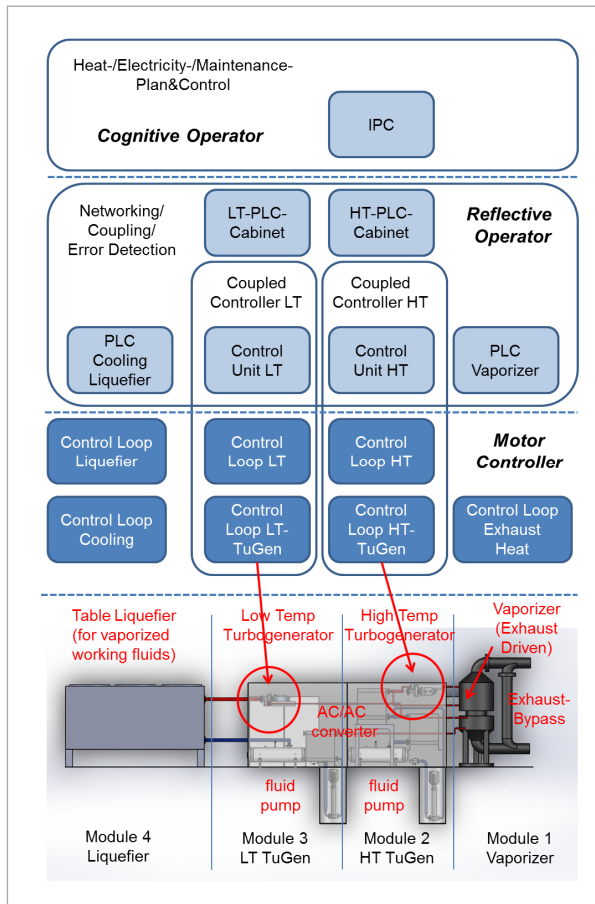 Heat-/Electricity-/Maintenance-
Plan&Control
Cognitive Operator
IPC
Networking/
Coupling/
Error Detection
LT-PLC-
Cabinet
HT-PLC-
Cabinet
Reflective
Operator
Coupled
Controller LT
Coupled
Controller HT
PLC
Cooling
Liquefier
Control
Unit LT
Control
Unit HT
PLC
Vaporizer
Control Loop
Liquefier
Control
Loop LT
Control
Loop HT
Motor
Controller
Control Loop
Cooling
Control
Loop LT-
TuGen
Control
Loop HT-
TuGen
Control Loop
Exhaust
Heat
Table Liquefier
(for vaporized
working fluids)
Low Temp
Turbogenerator
High Temp
Turbogenerator
Vaporizer
(Exhaust
Driven)
AC/AC
converter
Exhaust-
Bypass
fluid
pump
fluid
pump
Module 4
Liquefier
Module 3
LT TuGen
Module 2
HT TuGen
Module 1
Vaporizer